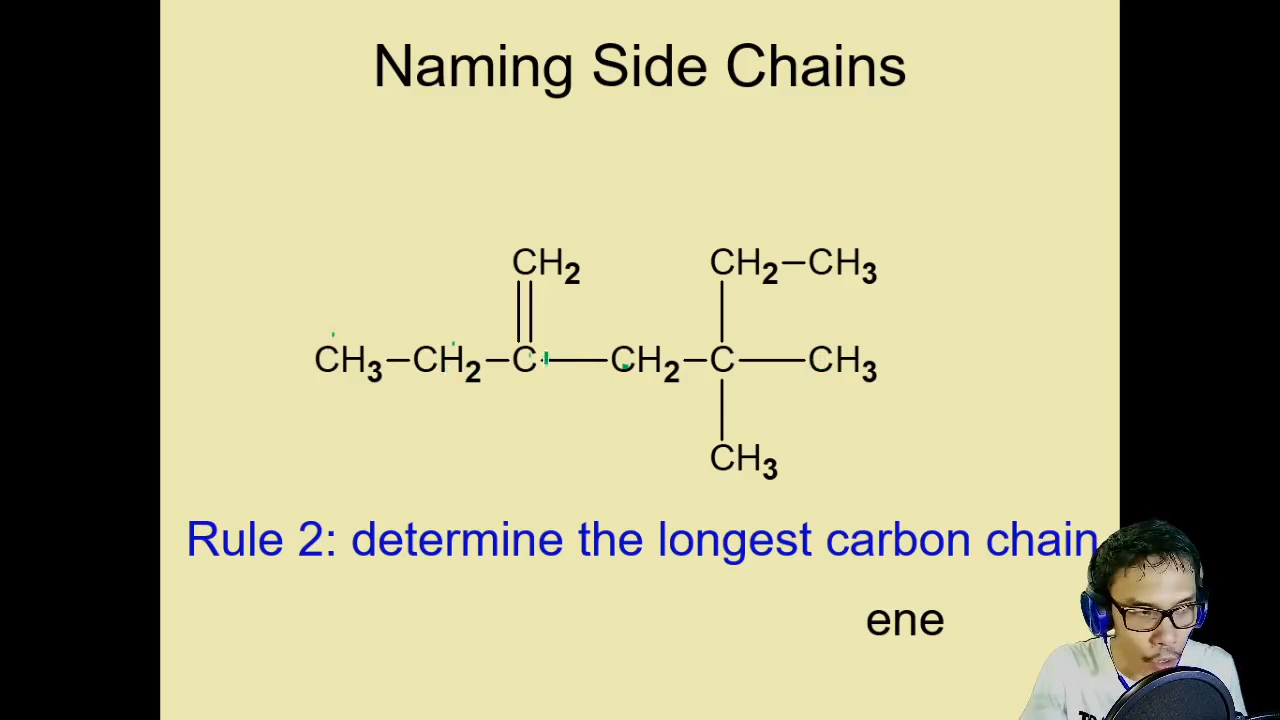 Naming Side Chains
CH2 CH2–CH3
CH3–CH2–C–CH2–C–CH3
CH3
Rule 2: determine the longest carbon chain
ene